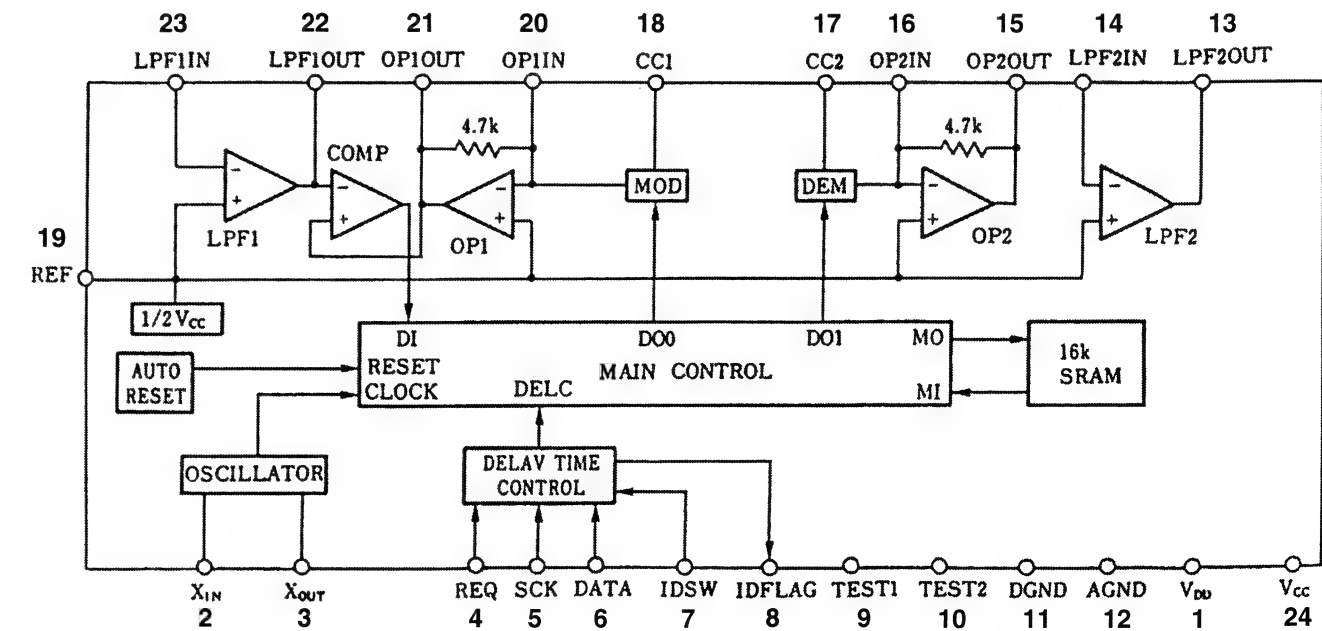 23 22 21 20 18 17 16 15 14 13
LPF1IN LPF1OUT OP1OUT OP1IN CC1 CC2 OP2IN OP2OUT LPF2IN LPF2OUT
4.7k 4.7k
COMP
MOD DEM
- + - + - + - + - +
LPF1 OP1 OP2 LPF2
19
REF
1/2Vcc
DI DO0 DO1 MO
AUTO RESET
RESET
CLOCK
MAIN CONTROL
DELC
MI
16k
SRAM
OSCILLATOR
DELAV TIME
CONTROL
XIN XOUT REQ SCK DATA IDSW IDFLAG TEST1 TEST2 DGND AGND VDD Vcc
2 3 4 5 6 7 8 9 10 11 12 1 24